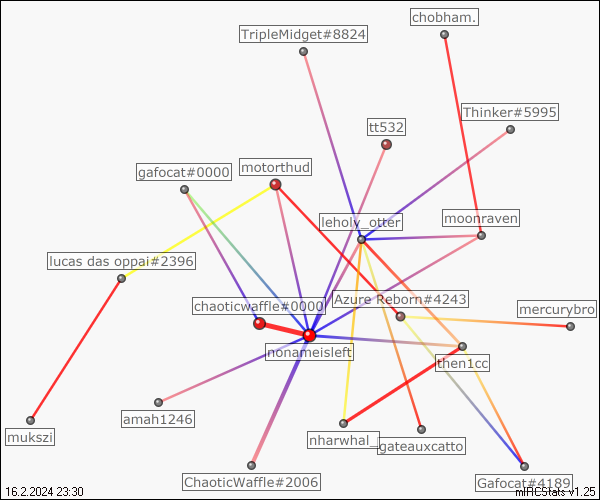 chobham.
TripleMidget#8824
Thinker#5995
tt532
motorthud
gafocat#0000
leholy_otter
moonraven
lucas das oppai#2396
chaoticwaffle#0000
Azure Reborn#4243
mercurybro
nonameisleft
then1cc
amah1246
mukszi
nharwhal_
gateauxcatto
ChaoticWaffle#2006
Gafocat#4189
16.2.2024 23:30
mIRCStats v1.25